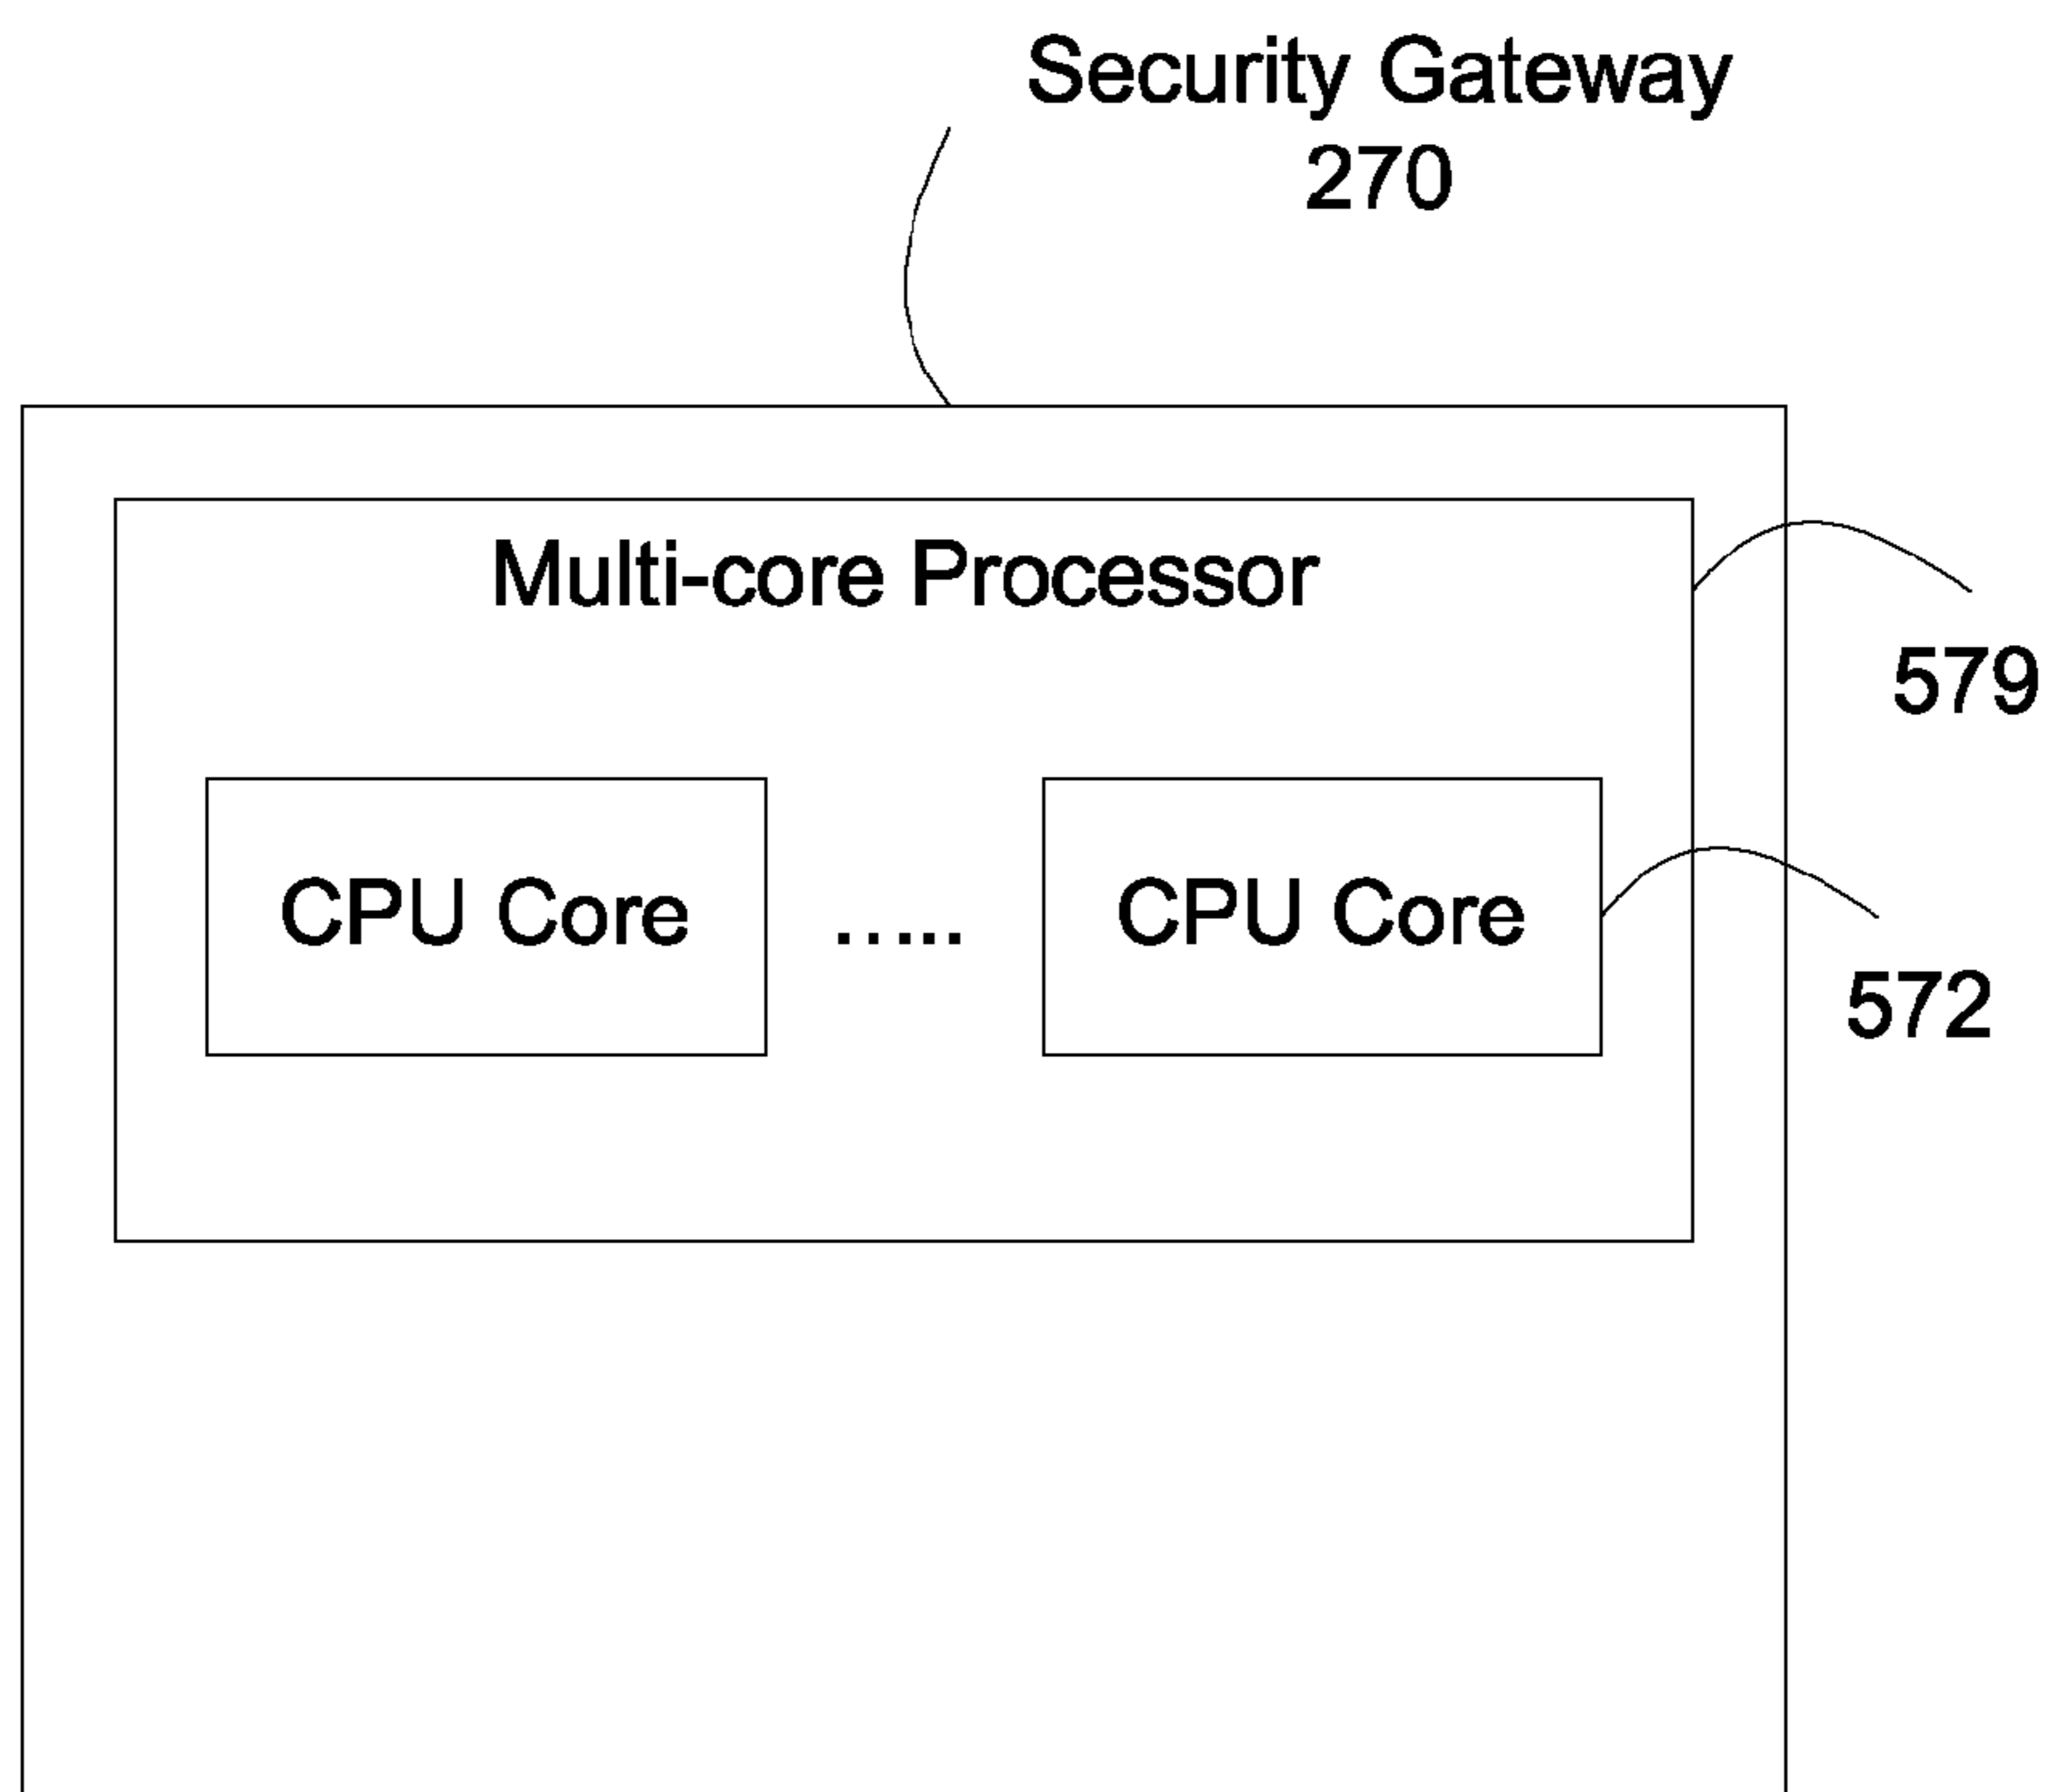 Security Gateway
270
Multi-core Processor
579
CPU Core ..... CPU Core
572